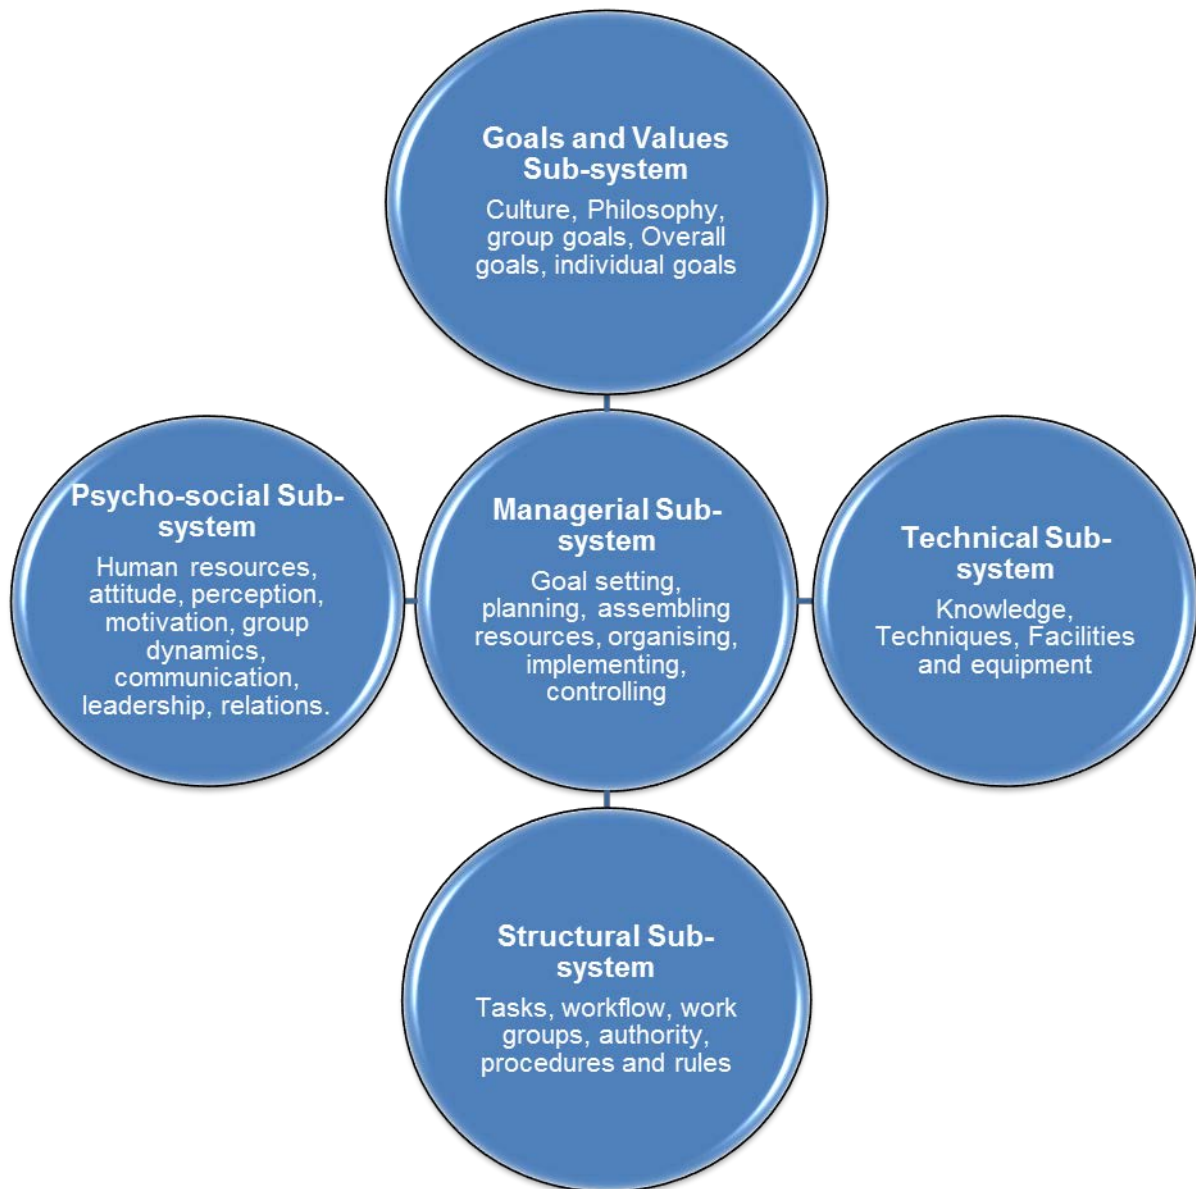 Goals and Values
Sub-system
Culture, Philosophy,
group goals, Overall
goals, individual goals
Psycho-social Sub-
system
Human resources,
attitude, perception,
motivation, group
dynamics,
communication,
leadership, relations.
Managerial Sub-
system
Goal setting,
planning, assembling
resources, organising,
implementing,
controlling
Technical Sub-
system
Knowledge,
Techniques, Facilities
and equipment
Structural Sub-
system
Tasks, workflow, work
groups, authority,
procedures and rules